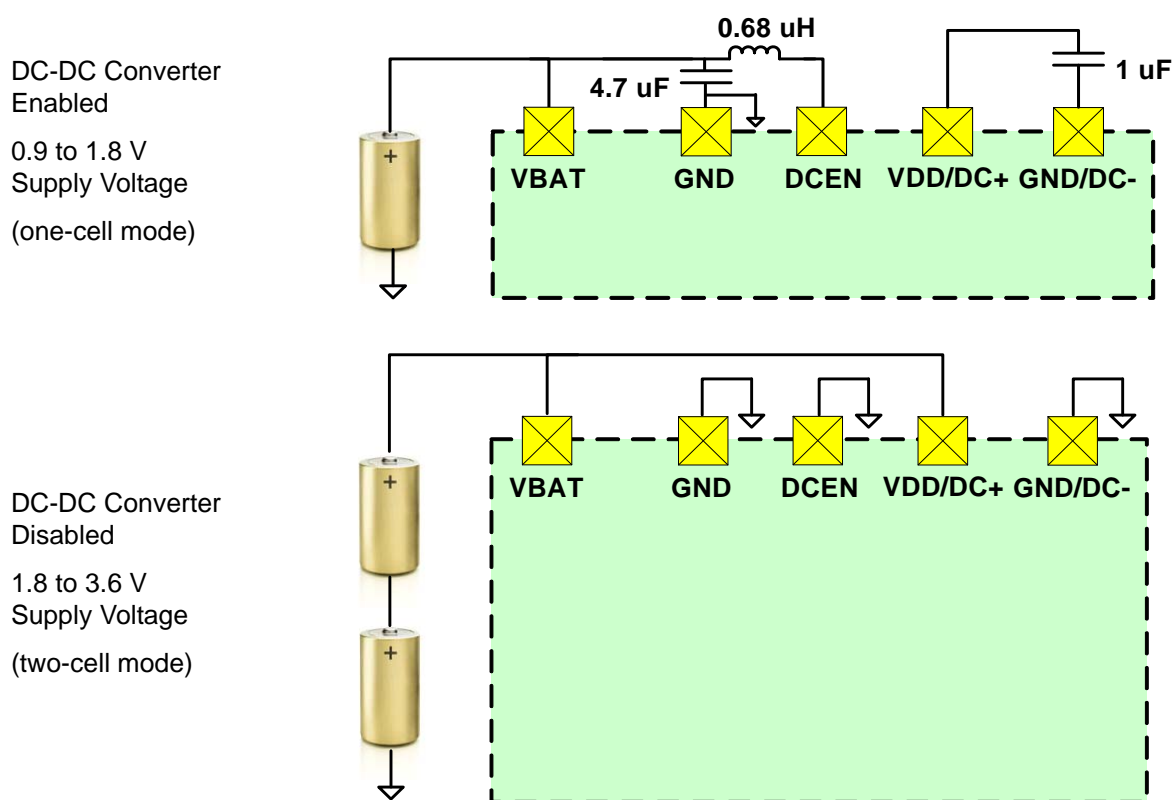 0.68 uH
DC-DC Converter
Enabled
0.9 to 1.8 V
Supply Voltage
(one-cell mode)
4.7 uF
1 uF
+
VBAT
GND
DCEN
VDD/DC+
GND/DC-
DC-DC Converter
Disabled
1.8 to 3.6 V
Supply Voltage
(two-cell mode)
+
+
VBAT
GND
DCEN
VDD/DC+
GND/DC-